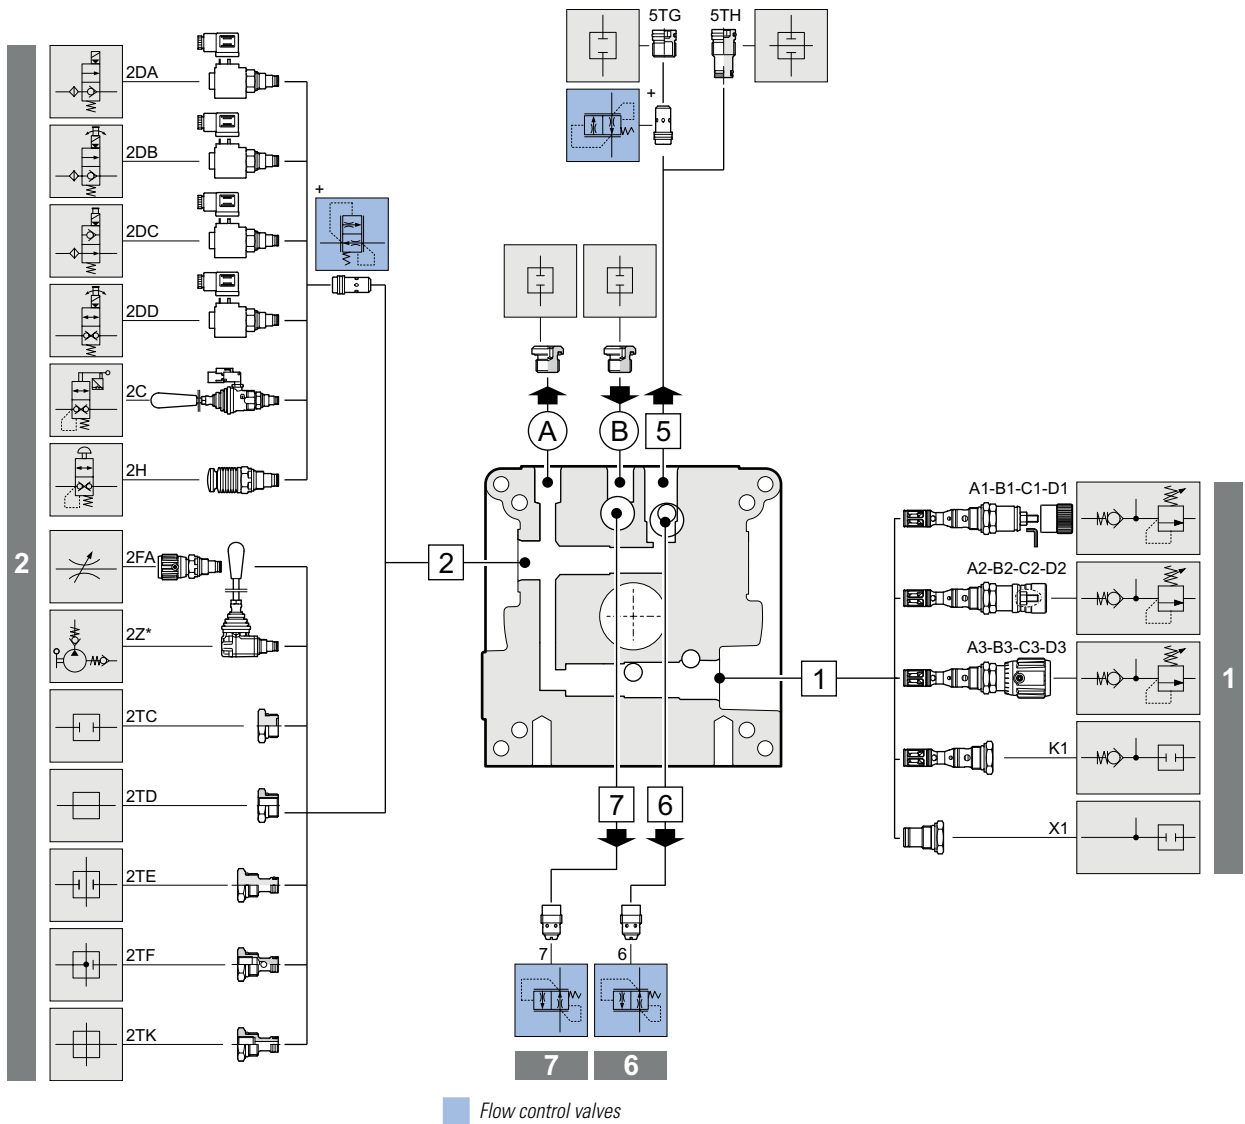 5TG
5TH
+
2DA
2DB
2DC
2DD
2C
2H
+
A
B
5
2
2FA
2Z*
2TC
2TD
2TE
2TF
2TK
2
1
A1-B1-C1-D1
A2-B2-C2-D2
A3-B3-C3-D3
K1
X1
1
7
6
7
6
7
6
Flow control valves